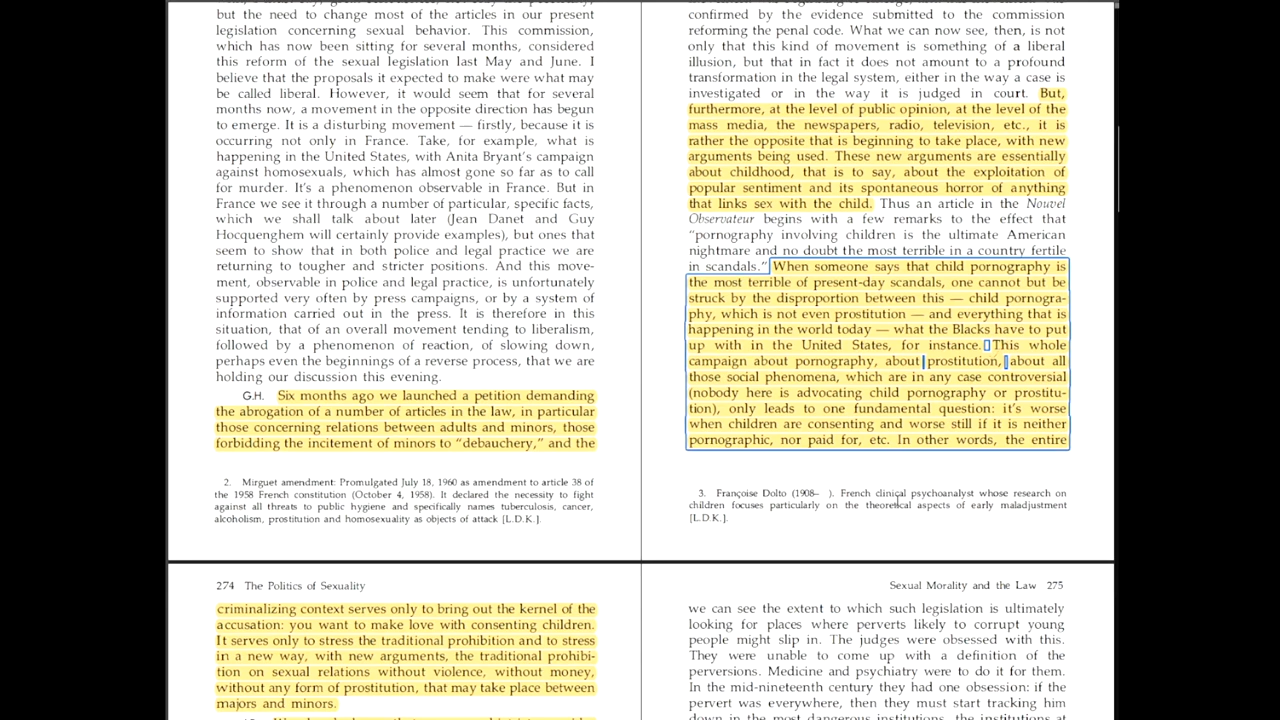 but the need to change most of the articles in our present
legislation concerning sexual behavior. This commission,
which has now been sitting for several months, considered
this reform of the sexual legislation last May and June. I
believe that the proposals it expected to make were what may
be called liberal. However, it would seem that for several
months now, a movement in the opposite direction has begun
to emerge. It is a disturbing movement — firstly, because it is
occurring not only in France. Take, for example, what is
happening in the United States, with Anita Bryant's campaign
against homosexuals, which has almost gone so far as to call
for murder. It's a phenomenon observable in France. But in
France we see it through a number of particular, specific facts,
which we shall talk about later (Jean Danet and Guy
Hocquenghem will certainly provide examples), but ones that
seem to show that in both police and legal practice we are
returning to tougher and stricter positions. And this move-
ment, observable in police and legal practice, is unfortunately
supported very often by press campaigns, or by a system of
information carried out in the press. It is therefore in this
situation, that of an overall movement tending to liberalism,
followed by a phenomenon of reaction, of slowing down,
perhaps even the beginnings of a reverse process, that we are
holding our discussion this evening.
G.H. Six months ago we launched a petition demanding
the abrogation of a number of articles in the law, in particular
those concerning relations between adults and minors, those
forbidding the incitement of minors to "debauchery," and the
2. Mirguet amendment: Promulgated July 18, 1960 as amendment to article 38 of
the 1958 French constitution (October 4, 1958). It declared the necessity to fight
against all threats to public hygiene and specifically names tuberculosis, cancer,
alcoholism, prostitution and homosexuality as objects of attack [L.D.K.].
confirmed by the evidence submitted to the commission
reforming the penal code. What we can now see, then, is not
only that this kind of movement is something of a liberal
illusion, but that in fact it does not amount to a profound
transformation in the legal system, either in the way a case is
investigated or in the way it is judged in court. But,
furthermore, at the level of public opinion, at the level of the
mass media, the newspapers, radio, television, etc., it is
rather the opposite that is beginning to take place, with new
arguments being used. These new arguments are essentially
about childhood, that is to say, about the exploitation of
popular sentiment and its spontaneous horror of anything
that links sex with the child. Thus an article in the Nouvel
Observateur begins with a few remarks to the effect that
"pornography involving children is the ultimate American
nightmare and no doubt the most terrible in a country fertile
in scandals." When someone says that child pornography is
the most terrible of present-day scandals, one cannot but be
struck by the disproportion between this — child pornogra-
phy, which is not even prostitution — and everything that is
happening in the world today — what the Blacks have to put
up with in the United States, for instance. This whole
campaign about pornography, about prostitution, about all
those social phenomena, which are in any case controversial
(nobody here is advocating child pornography or prostitu-
tion), only leads to one fundamental question: it's worse
when children are consenting and worse still if it is neither
pornographic, nor paid for, etc. In other words, the entire
3. Françoise Dolto (1908– ). French clinical psychoanalyst whose research on
children focuses particularly on the theoretical aspects of early maladjustment
[L.D.K.].
274 The Politics of Sexuality
criminalizing context serves only to bring out the kernel of the
accusation: you want to make love with consenting children.
It serves only to stress the traditional prohibition and to stress
in a new way, with new arguments, the traditional prohibi-
tion on sexual relations without violence, without money,
without any form of prostitution, that may take place between
majors and minors.
Sexual Morality and the Law 275
we can see the extent to which such legislation is ultimately
looking for places where perverts likely to corrupt young
people might slip in. The judges were obsessed with this.
They were unable to come up with a definition of the
perversions. Medicine and psychiatry were to do it for them.
In the mid-nineteenth century they had one obsession: if the
pervert was everywhere, then they must start tracking him
down in the most dangerous institutions, the institutions at